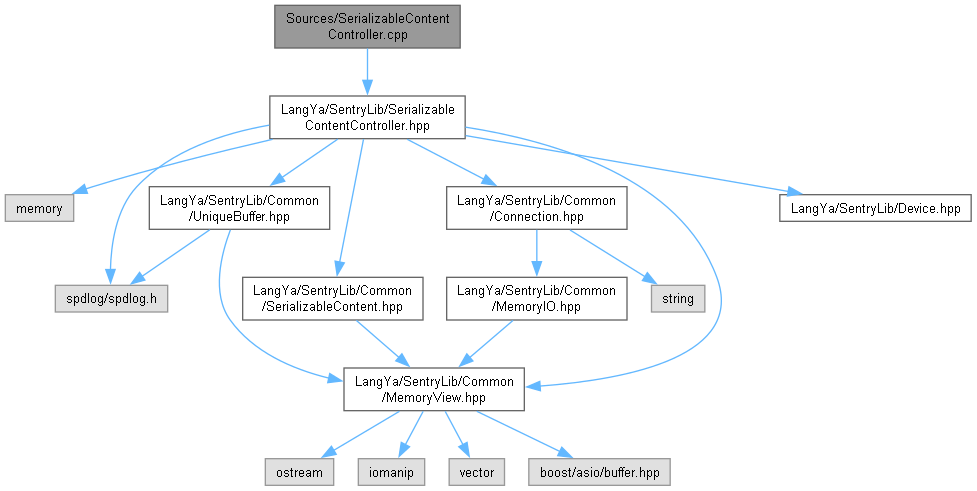 Sources/SerializableContent
Controller.cpp
LangYa/SentryLib/Serializable
ContentController.hpp
memory
LangYa/SentryLib/Common
/UniqueBuffer.hpp
LangYa/SentryLib/Common
/Connection.hpp
LangYa/SentryLib/Device.hpp
spdlog/spdlog.h
LangYa/SentryLib/Common
/SerializableContent.hpp
LangYa/SentryLib/Common
/MemoryIO.hpp
string
LangYa/SentryLib/Common
/MemoryView.hpp
ostream
iomanip
vector
boost/asio/buffer.hpp